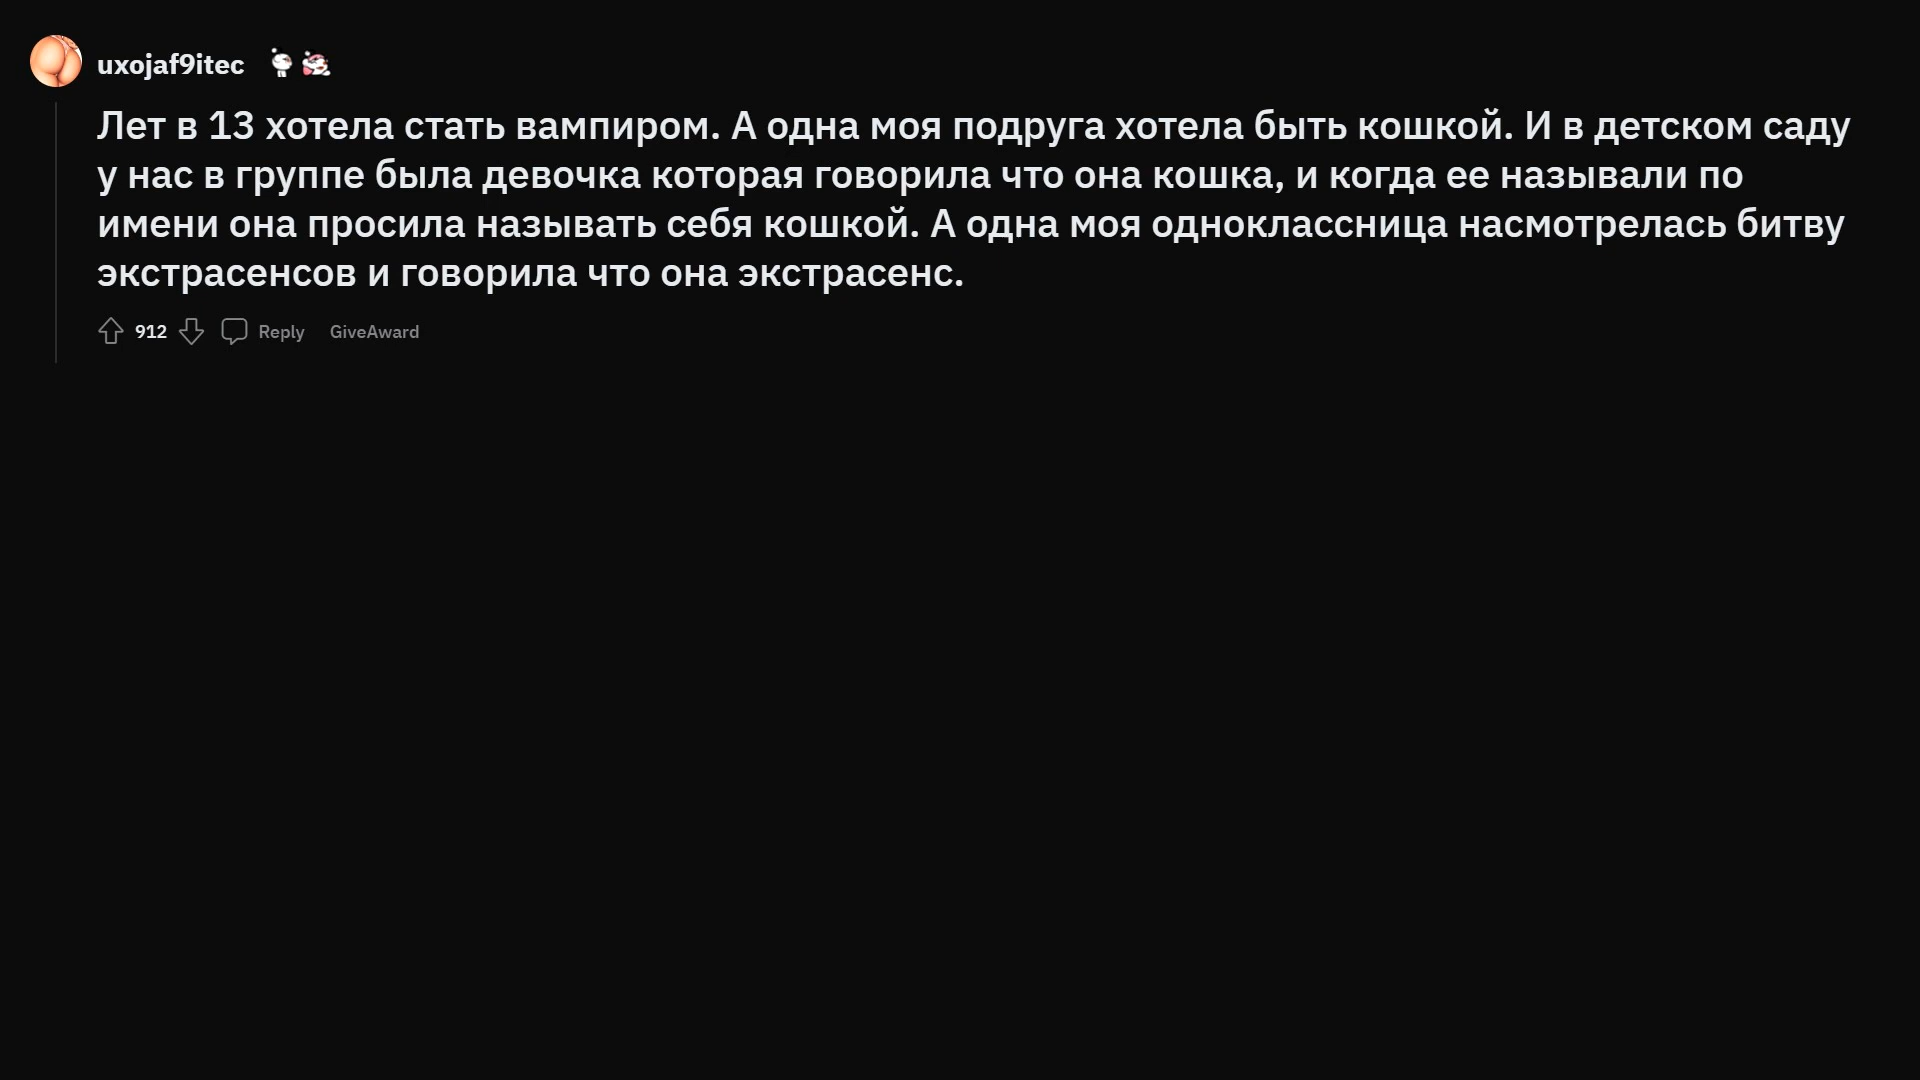 uxojaf9itec
Лет в 13 хотела стать вампиром. А одна моя подруга хотела быть кошкой. И в детском саду
у нас в группе была девочка которая говорила что она кошка, и когда ее называли по
имени она просила называть себя кошкой. А одна моя одноклассница насмотрелась битву
экстрасенсов и говорила что она экстрасенс.
912 Reply GiveAward